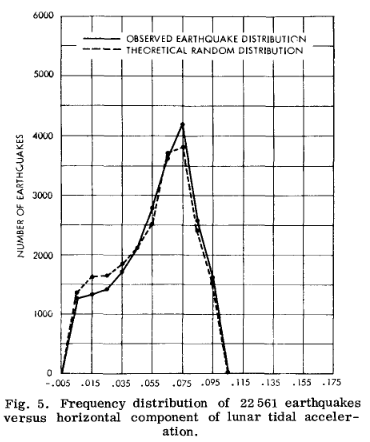 6000
OBSERVED EARTHQUAKE DISTRIBUTION
THEORETICAL RANDOM DISTRIBUTION
5000
4000
3000
2000
1000
0
NUMBER OF EARTHQUAKES
-.005 .015 .035 .055 .075 .095 .115 .135 .155 .175
Fig. 5. Frequency distribution of 22 561 earthquakes
versus horizontal component of lunar tidal acceler-
ation.